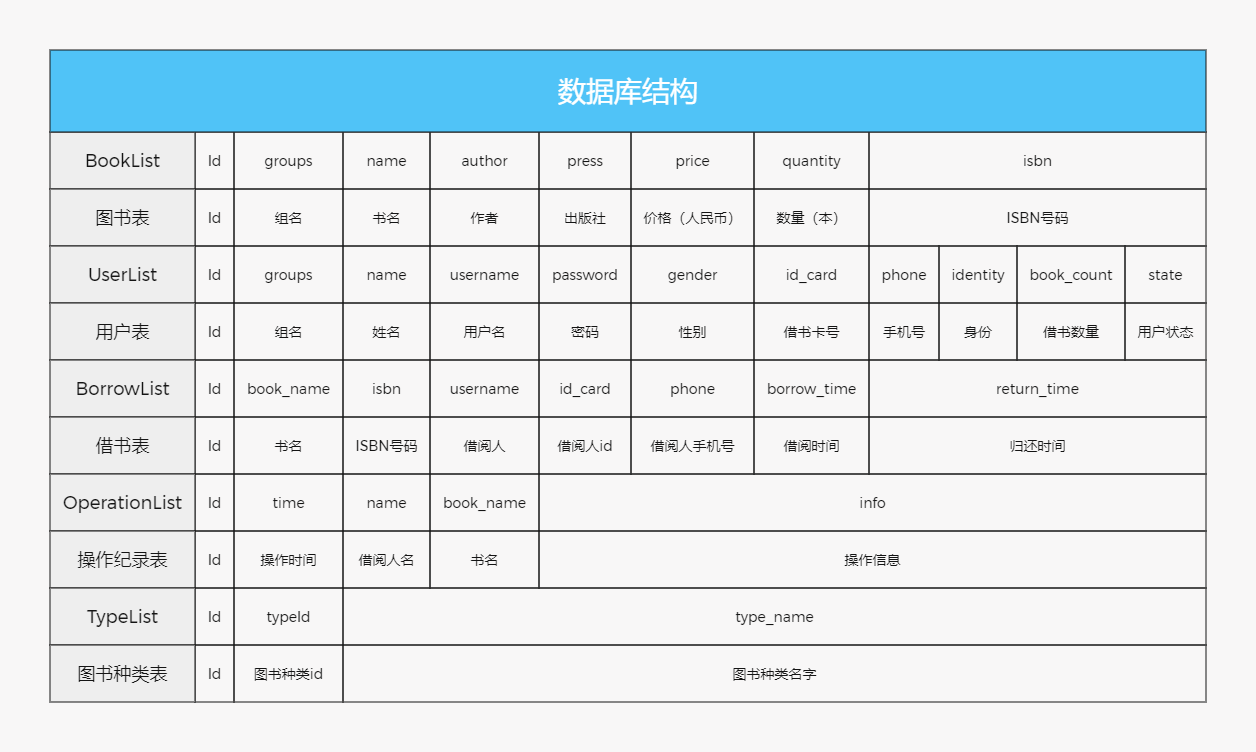 数据库结构
BookList Id groups name author press price quantity isbn
图书表 Id 组名 书名 作者 出版社 价格（人民币） 数量（本） ISBN号码
UserList Id groups name username password gender id_card phone identity book_count state
用户表 Id 组名 姓名 用户名 密码 性别 借书卡号 手机号 身份 借书数量 用户状态
BorrowList Id book_name isbn username id_card phone borrow_time return_time
借书表 Id 书名 ISBN号码 借阅人 借阅人id 借阅人手机号 借阅时间 归还时间
OperationList Id time name book_name info
操作纪录表 Id 操作时间 借阅人名 书名 操作信息
TypeList Id typeId type_name
图书种类表 Id 图书种类id 图书种类名字